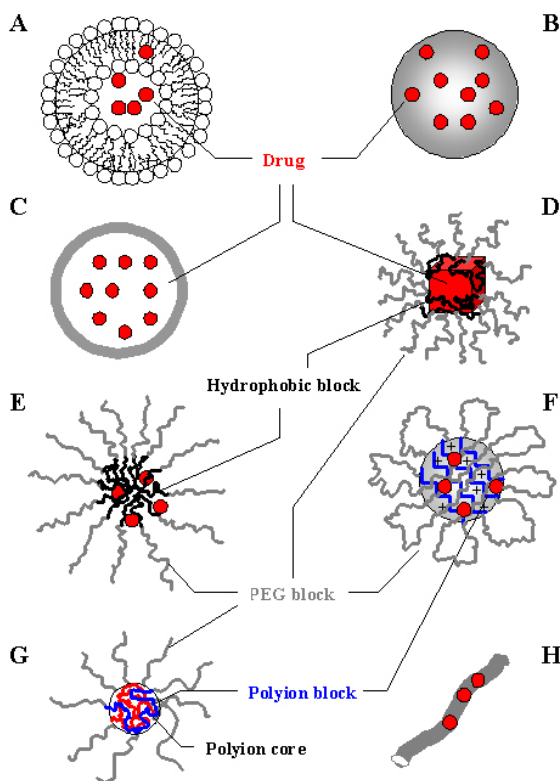 A
B
Drug
C
D
Hydrophobic block
E
F
+
+
+
+
+
+
+
PEG block
G
H
Polyion block
Polyion core